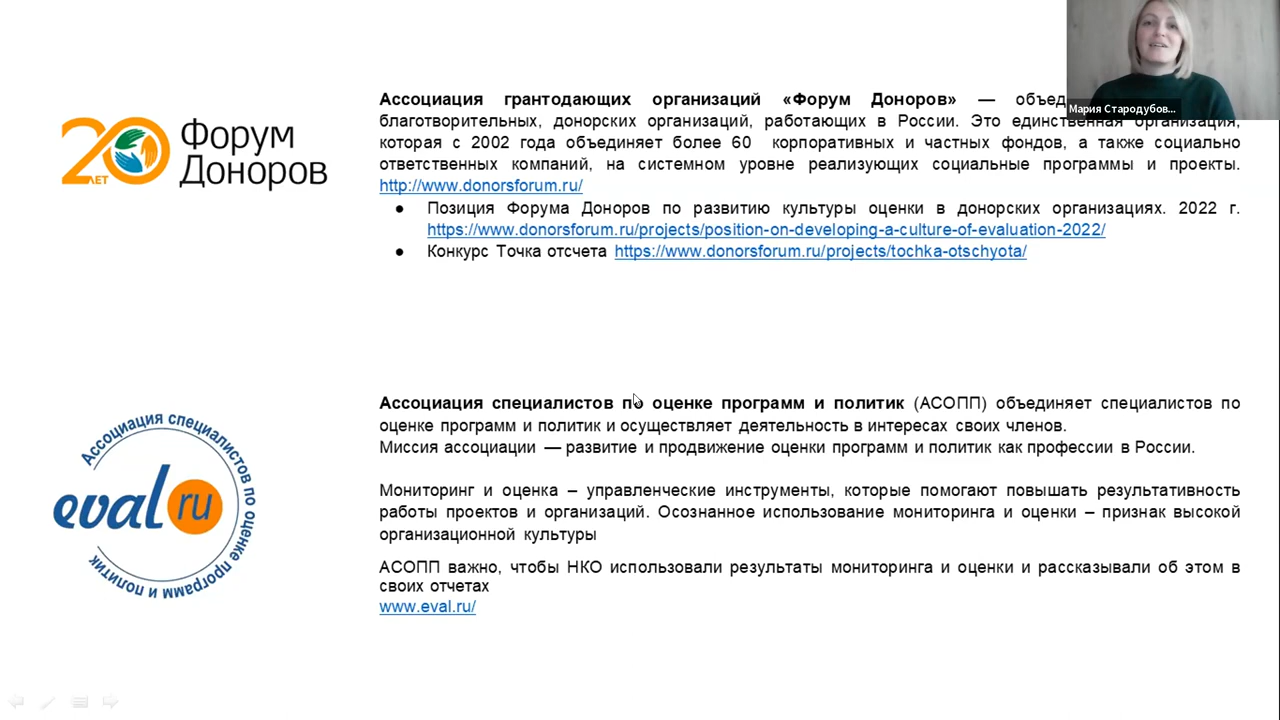 Мария Стародубов...
20 ЛЕТ
Форум
Доноров
Ассоциация грантодающих организаций «Форум Доноров» —
благотворительных, донорских организаций, работающих в России. Это единственная организация,
которая с 2002 года объединяет более 60 корпоративных и частных фондов, а также социально
ответственных компаний, на системном уровне реализующих социальные программы и проекты.
http://www.donorsforum.ru/
● Позиция Форума Доноров по развитию культуры оценки в донорских организациях. 2022 г.
https://www.donorsforum.ru/projects/position-on-developing-a-culture-of-evaluation-2022/
● Конкурс Точка отсчета https://www.donorsforum.ru/projects/tochka-otschyota/
Ассоциация специалистов по оценке программ и политик
eval ru
Ассоциация специалистов по оценке программ и политик (АСОПП) объединяет специалистов по
оценке программ и политик и осуществляет деятельность в интересах своих членов.
Миссия ассоциации — развитие и продвижение оценки программ и политик как профессии в России.
Мониторинг и оценка – управленческие инструменты, которые помогают повышать результативность
работы проектов и организаций. Осознанное использование мониторинга и оценки – признак высокой
организационной культуры
АСОПП важно, чтобы НКО использовали результаты мониторинга и оценки и рассказывали об этом в
своих отчетах
www.eval.ru/